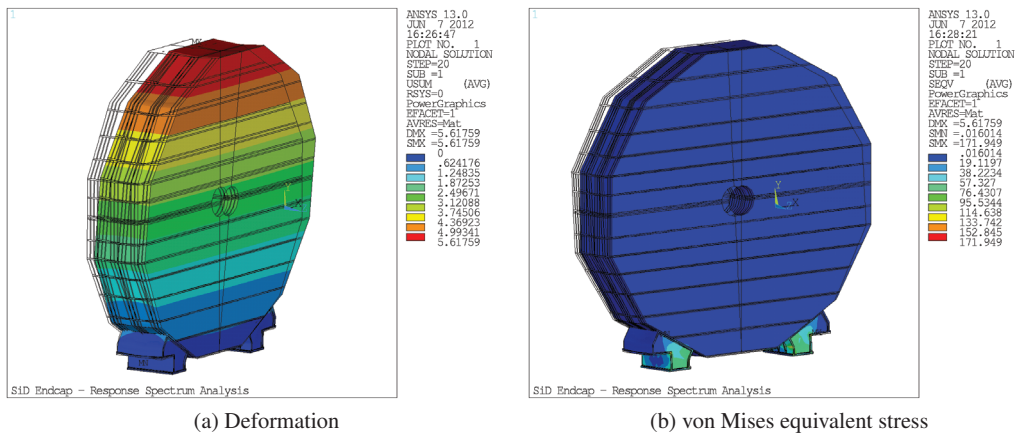 1
ANSYS 13.0
JUN 7 2012
16:26:47
PLOT NO. 1
NODAL SOLUTION
STEP=20
SUB =1
USUM (AVG)
RSYS=0
PowerGraphics
EFACET=1
AVRES=Mat
DMX =5.61759
SMX =5.61759
0
.624176
1.24835
1.87253
2.49671
3.12088
3.74506
4.36923
4.99341
5.61759
MX
Y
X
MN
SiD Endcap - Response Spectrum Analysis
(a) Deformation
1
ANSYS 13.0
JUN 7 2012
16:28:21
PLOT NO. 1
NODAL SOLUTION
STEP=20
SUB =1
SEQV (AVG)
PowerGraphics
EFACET=1
AVRES=Mat
DMX =5.61759
SMN =.016014
SMX =171.949
.016014
19.1197
38.2234
57.327
76.4307
95.5344
114.638
133.742
152.845
171.949
Y
X
SiD Endcap - Response Spectrum Analysis
(b) von Mises equivalent stress